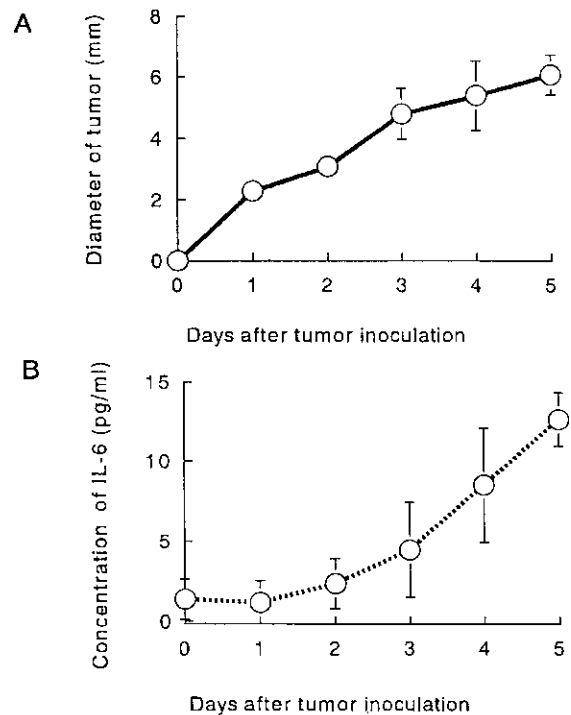 A
Diameter of tumor (mm)
8
6
4
2
0
0 1 2 3 4 5
Days after tumor inoculation
B
Concentration of IL-6 (pg/ml)
15
10
5
0
0 1 2 3 4 5
Days after tumor inoculation